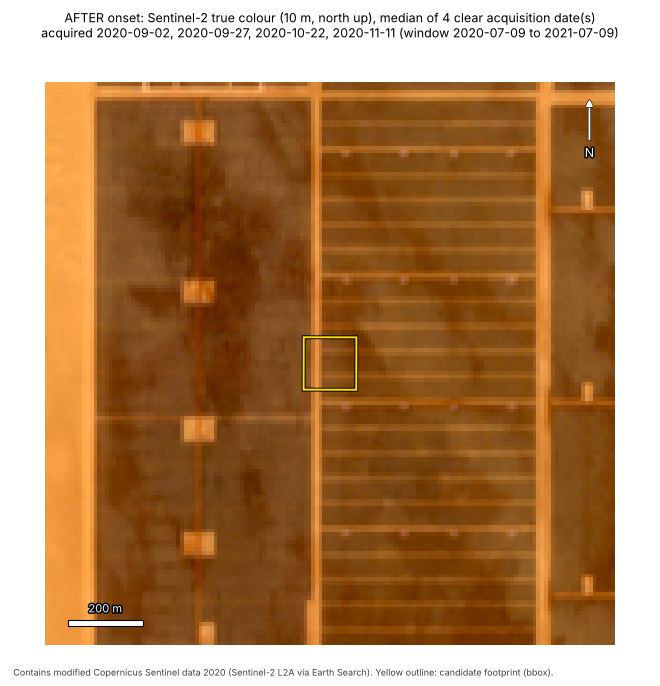 AFTER onset: Sentinel-2 true colour (10 m, north up), median of 4 clear acquisition date(s)
acquired 2020-09-02, 2020-09-27, 2020-10-22, 2020-11-11 (window 2020-07-09 to 2021-07-09)
N
200 m
Contains modified Copernicus Sentinel data 2020 (Sentinel-2 L2A via Earth Search). Yellow outline: candidate footprint (bbox).